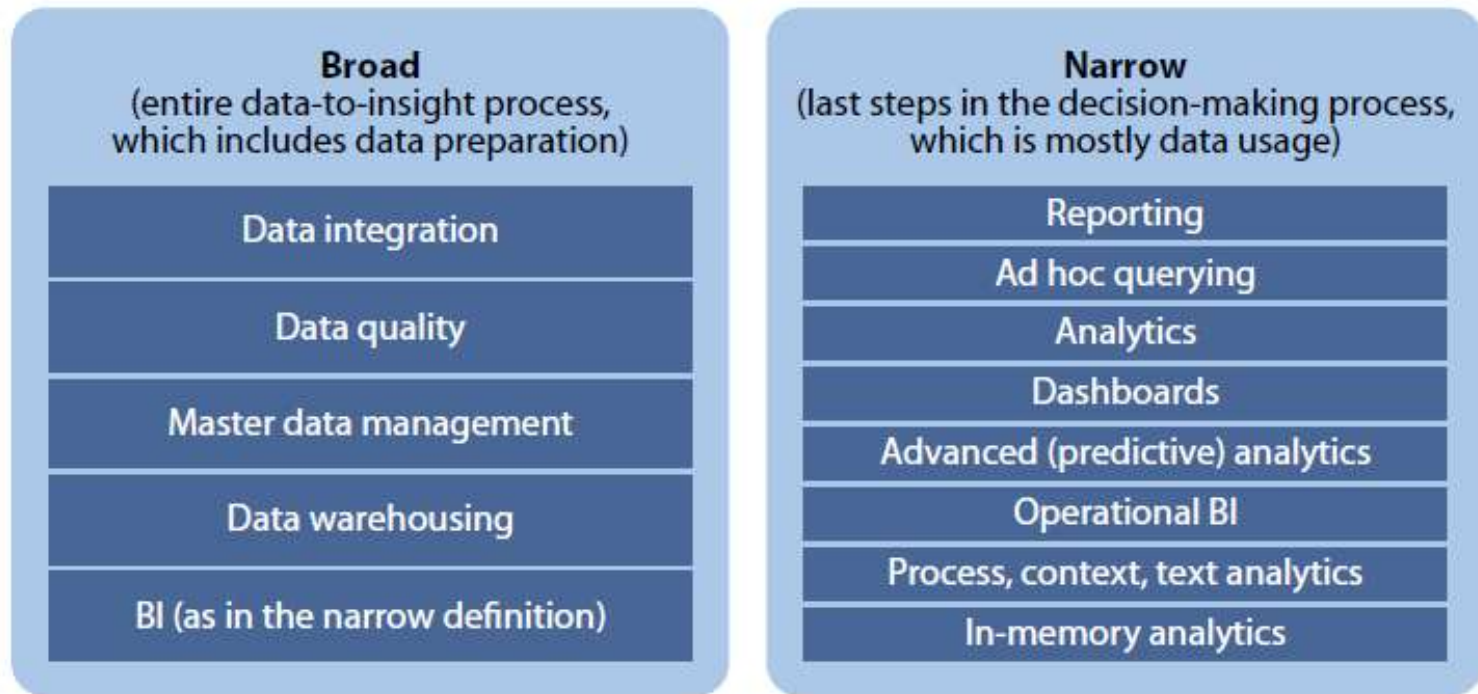 Broad
(entire data-to-insight process,
which includes data preparation)
Data integration
Data quality
Master data management
Data warehousing
BI (as in the narrow definition)
Narrow
(last steps in the decision-making process,
which is mostly data usage)
Reporting
Ad hoc querying
Analytics
Dashboards
Advanced (predictive) analytics
Operational BI
Process, context, text analytics
In-memory analytics